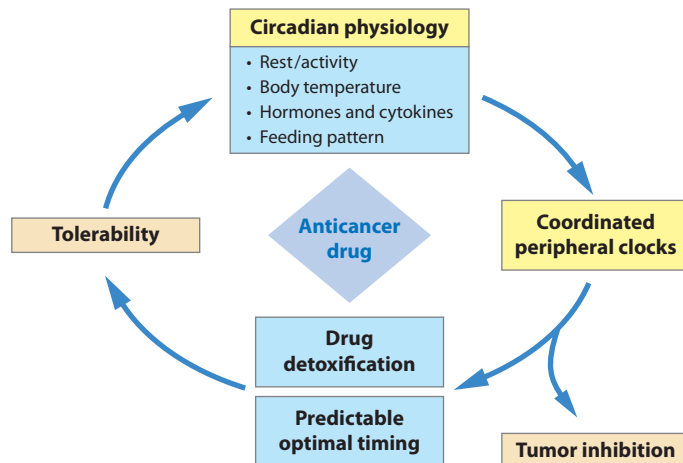 Circadian physiology
• Rest/activity
• Body temperature
• Hormones and cytokines
• Feeding pattern
Tolerability
Anticancer
drug
Coordinated
peripheral clocks
Drug
detoxification
Predictable
optimal timing
Tumor inhibition